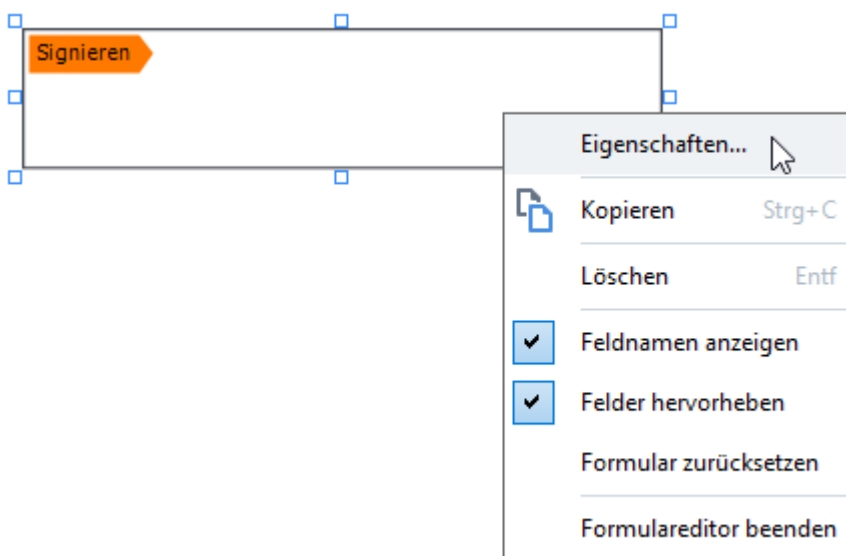 Signieren
Eigenschaften...
Kopieren Strg+C
Löschen Entf
Feldnamen anzeigen
Felder hervorheben
Formular zurücksetzen
Formulareditor beenden